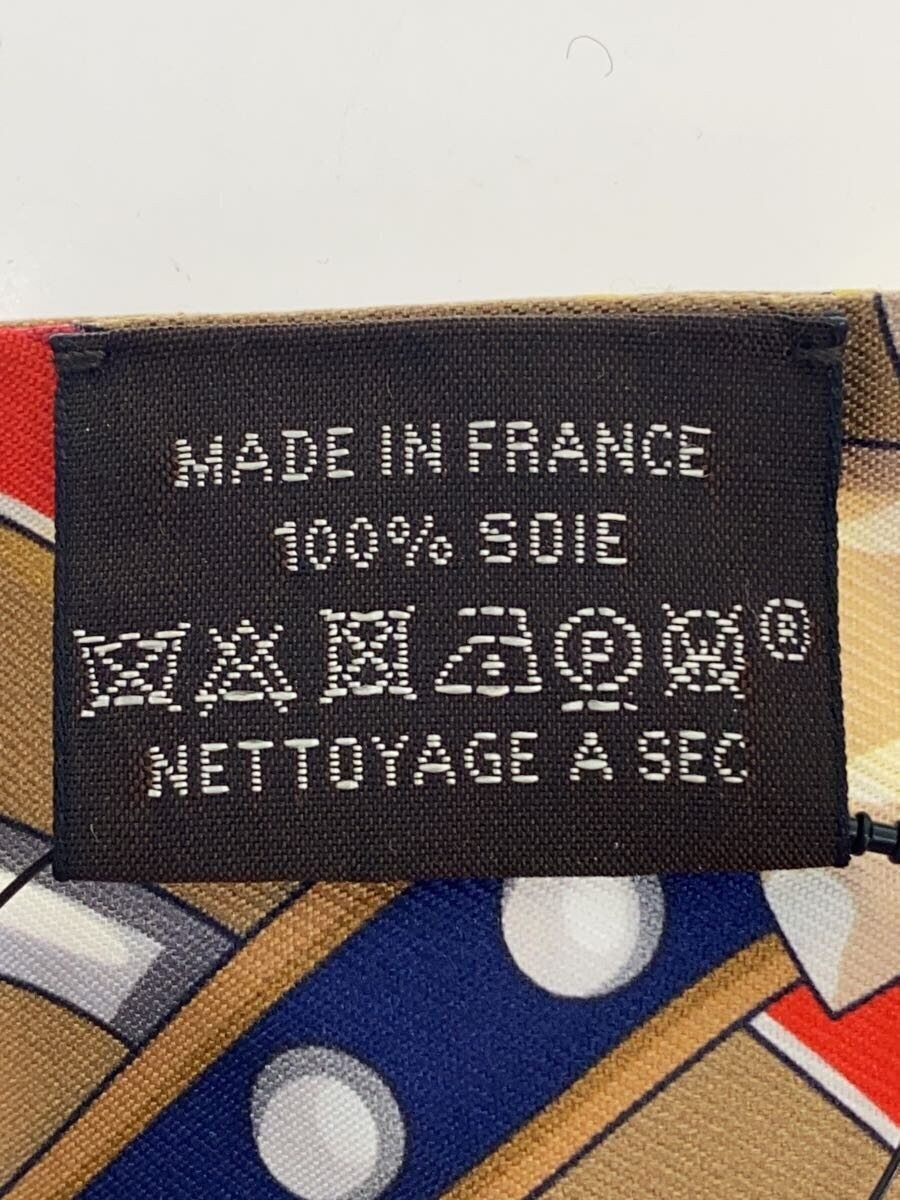 MADE IN FRANCE
100% SOIE
P ®
NETTOYAGE A SEC